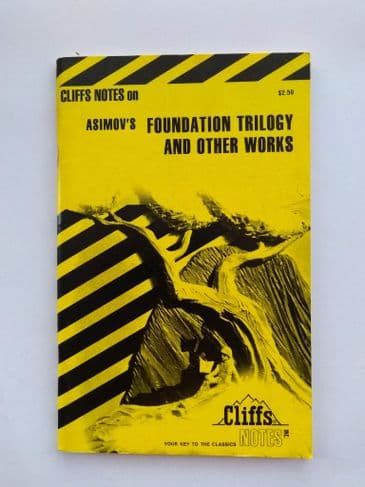 CLIFFS NOTES on
$2.50
ASIMOV'S FOUNDATION TRILOGY
AND OTHER WORKS
Cliffs
NOTES
YOUR KEY TO THE CLASSICS